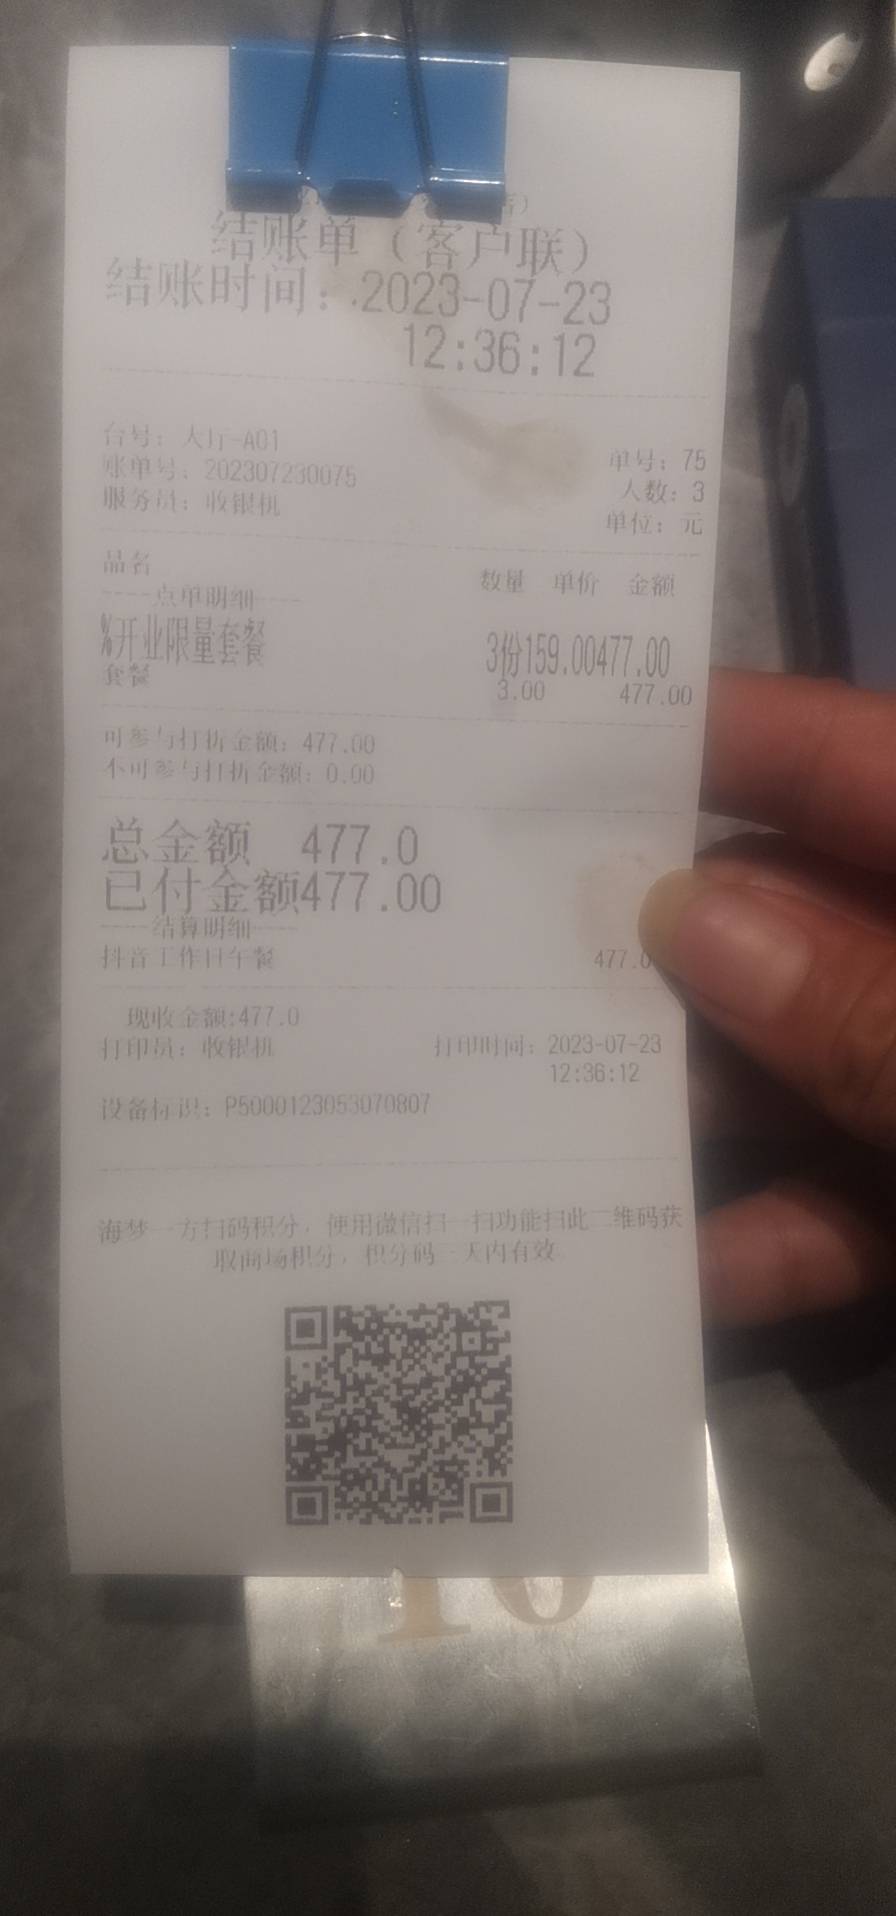 结账单（客户联）
结账时间：2023-07-23
12:36:12
台号：大厅-A01
单号：75
账单号：202307230075
人数：3
服务员：收银机
单位：元
品名 数量 单价 金额
----点单明细----
%开业限量套餐 3份159.00477.00
套餐 3.00 477.00
可参与打折金额：477.00
不可参与打折金额：0.00
总金额 477.0
已付金额477.00
----结算明细----
抖音工作日午餐 477.0
现收金额:477.0
打印员：收银机 打印时间：2023-07-23
12:36:12
设备标识：P5000123053070807
海梦一方扫码积分，使用微信扫一扫功能扫此二维码获
取商场积分，积分码一天内有效
16